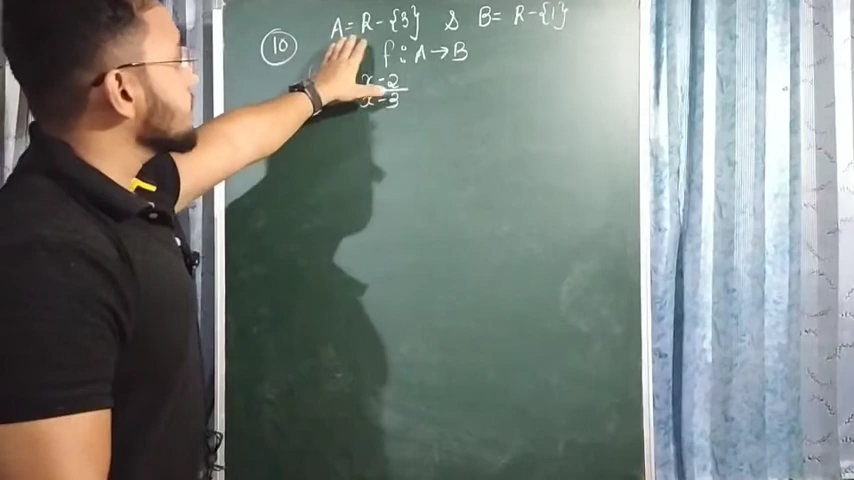 10 A = R - {3} & B = R - {1}
f : A → B
x - 2
x - 3